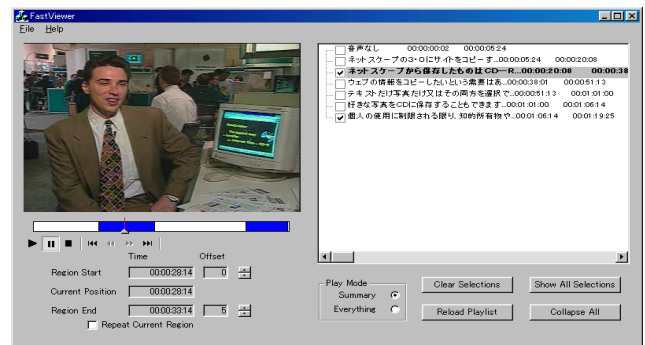 FastViewer
File Help
音声なし 00:00:00:02 00:00:05:24
ネットスケープの3・0にサイトをコピーす...00:00:05:24 00:00:20:08
ネットスケープから保存したものはCD―R...00:00:20:08 00:00:38
ウェブの情報をコピーしたいという需要はあ...00:00:38:01 00:00:51:13
テキストだけ写真だけ又はその両方を選択で...00:00:51:13 00:01:01:00
好きな写真をCDに保存することもできます...00:01:01:00 00:01:06:14
個人の使用に制限される限り、知的所有物や...00:01:06:14 00:01:19:25
Time Offset
Region Start 00:00:28:14 0
Current Position 00:00:28:14
Region End 00:00:33:14 5
Repeat Current Region
Play Mode
Summary
Everything
Clear Selections Show All Selections
Reload Playlist Collapse All